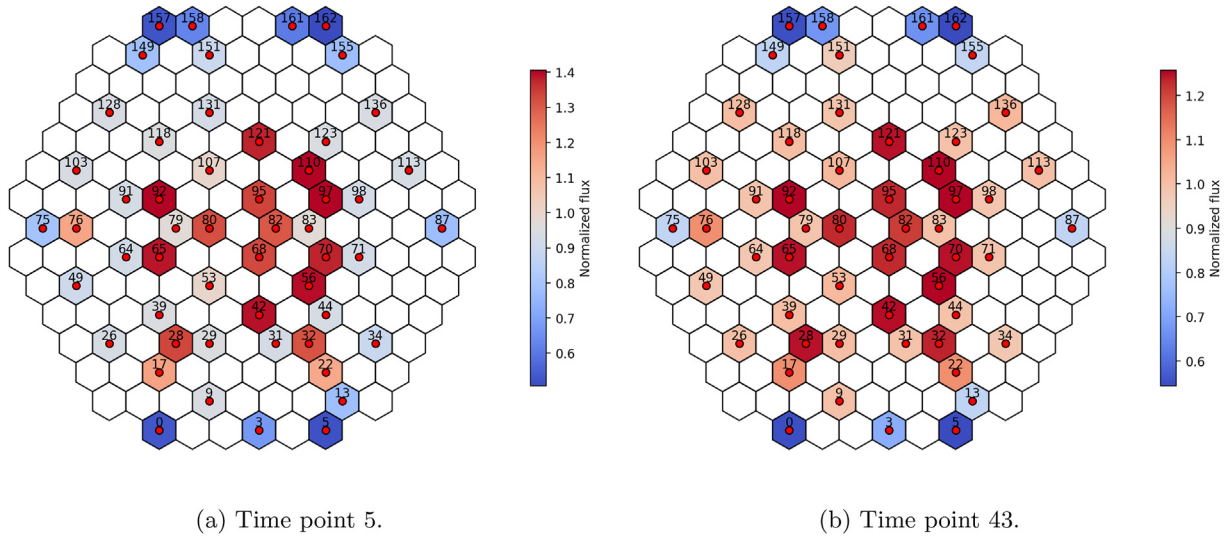 157 158 161 162
149 151 155
128 131 136
118 121 123
103 107 110 113
91 92 95 97 98
75 76 79 80 82 83 87
64 65 68 70 71
49 53 56
39 42 44
26 28 29 31 32 34
17 22
9 13
0 3 5
1.4
1.3
1.2
1.1
1.0
0.9
0.8
0.7
0.6
Normalized flux
157 158 161 162
149 151 155
128 131 136
118 121 123
103 107 110 113
91 92 95 97 98
75 76 79 80 82 83 87
64 65 68 70 71
49 53 56
39 42 44
26 28 29 31 32 34
17 22
9 13
0 3 5
1.2
1.1
1.0
0.9
0.8
0.7
0.6
Normalized flux
(a) Time point 5.
(b) Time point 43.